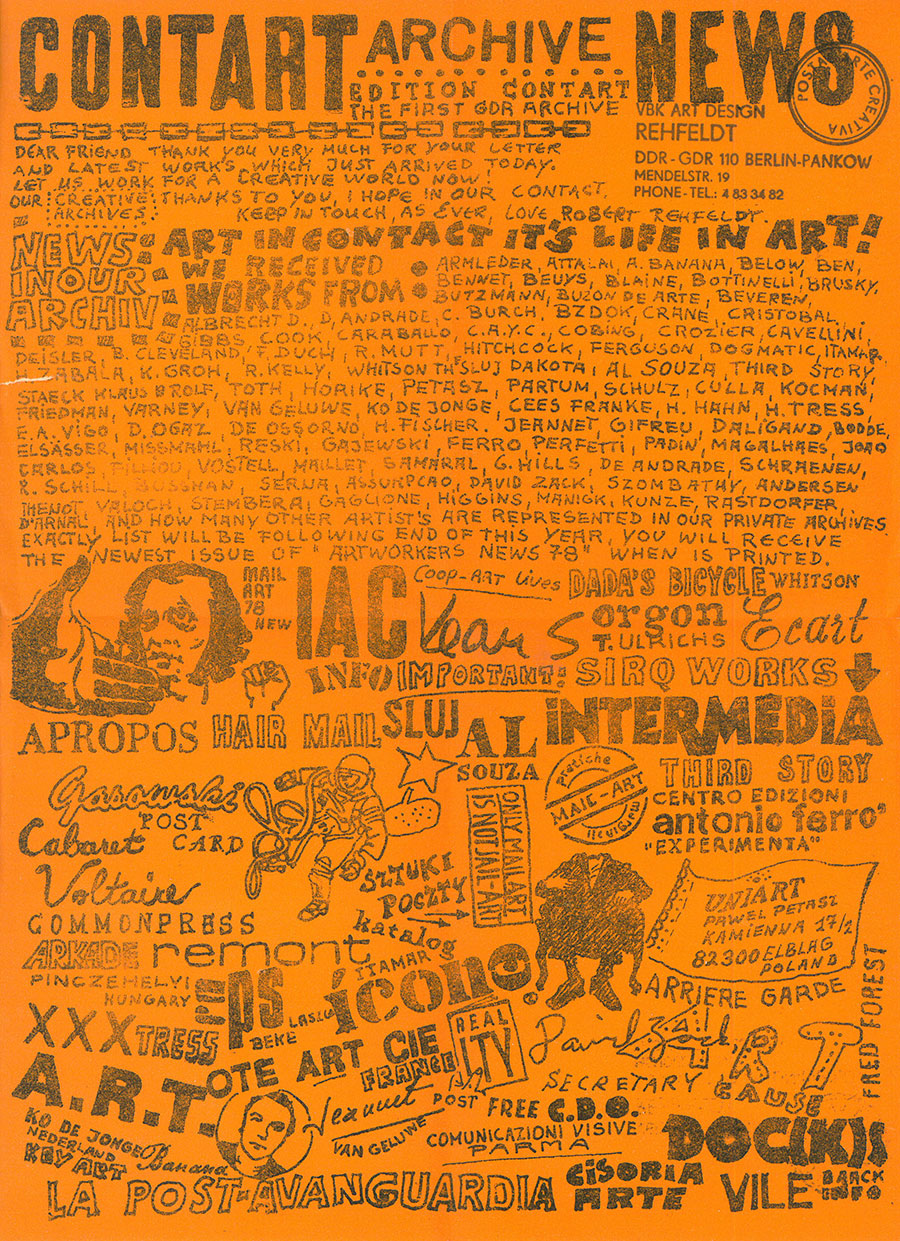 CONTART ARCHIVE NEWS
EDITION CONTART
THE FIRST GDR ARCHIVE
POSTALE ARTE CREATIVA
VBK ART DESIGN
REHFELDT
DDR - GDR 110 BERLIN-PANKOW
MENDELSTR. 19
PHONE - TEL.: 4 83 34 82
DEAR FRIEND THANK YOU VERY MUCH FOR YOUR LETTER
AND LATEST WORKS WHICH JUST ARRIVED TODAY.
LET US WORK FOR A CREATIVE WORLD NOW!
OUR CREATIVE THANKS TO YOU, I HOPE IN OUR CONTACT
ARCHIVES KEEP IN TOUCH, AS EVER, LOVE ROBERT REHFELDT
ART IN CONTACT IT'S LIFE IN ART!
NEWS:
IN OUR
ARCHIV
WE RECEIVED
WORKS FROM:
ARMLEDER, ATTALAI, A. BANANA, BELOW, BEN,
BENNET, BEUYS, BLAINE, BOTTINELLI, BRUSKY,
BUTZMANN, BUZON DE ARTE, BEVEREN,
ALBRECHT D., D, ANDRADE, C. BURCH, BZDOK, CRANE, CRISTOBAL,
GIBBS, COOK, CARABALLO, C.A.Y.C., COBING, CROZIER, CAVELLINI,
DEISLER, B. CLEVELAND, F. DUCH, R. MUTT, HITCHCOCK, FERGUSON, DOGMATIC, ITAMAR,
H. ZABALA, K. GROH, R. KELLY, WHITSON THE SLUJ DAKOTA, AL SOUZA, THIRD STORY,
STAECK KLAUS & ROLF, TOTH, HORIKE, PETASZ, PARTUM, SCHULZ, CULLA, KOCMAN,
FRIEDMAN, VARNEY, VAN GELUWE, KO DE JONGE, CEES FRANKE, H. HAHN, H. TRESS
E.A. VIGO, D. OGAZ, DE OSSORNO, H. FISCHER, JEANNET, GIFREU, DALIGAND, BODDE,
ELSÄSSER, MISSMAHL, RESKI, GAJEWSKI, FERRO, PERFETTI, PADIN, MAGALHAES, JOAO
CARLOS, FILLIOU, VOSTELL, MAILLET, SAMARAL, G. HILLS, DE ANDRADE, SCHRAENEN,
R. SCHILL, BUSSMAN, SERNA, ASSUMPCAO, DAVID ZACK, SZOMBATHY, ANDERSEN
THENOT, VALOCH, STEMBERA, GAGLIONE, HIGGINS, MANIGK, KUNZE, RASTDORFER,
D'ARNAL, AND HOW MANY OTHER ARTIST'S ARE REPRESENTED IN OUR PRIVATE ARCHIVES
EXACTLY LIST WILL BE FOLLOWING END OF THIS YEAR, YOU WILL RECEIVE
THE NEWEST ISSUE OF "ARTWORKERS NEWS 78" WHEN IS PRINTED.
MAIL
ART
78
NEW
IAC
COOP-ART lives
DADA'S BICYCLE WHITSON
orgon
T. ULRICHS
Ecart
INFO IMPORTANT: SIRQ WORKS
APROPOS HAIR MAIL
SLUJ
AL
SOUZA
INTERMEDIA
pratiche
MAIL-ART
THIRD STORY
CENTRO EDIZIONI
antonio ferro'
"EXPERIMENTA"
POST
CARD
Cabaret
Voltaire
COMMONPRESS
SZTUKI
POCZTY
katalog
ONLY MAIL ART
IS NOT JAIL-ART
UNIART
PAWEL PETASZ
KAMIENNA 17/2
82300 ELBLAG
POLAND
ARKADE remont
ITAMAR
PINCZEHELYI
HUNGARY
ps
icono
ARRIERE GARDE
FRED FOREST
XXX TRESS
BEKE LASLU
REALITY
David Zack
ART
SECRETARY
CAUSE
A.R.T.
OTE ART CIE
FRANCE
Jeannet
POST FREE C.D.O.
VAN GELUWE
COMUNICAZIONI VISIVE
PARMA
KO DE JONGE
NEDERLAND
KEY ART
Banana
DOC(K)S
LA POST-AVANGUARDIA
CISORIA
ARTE
VILE
BAACK
INFO